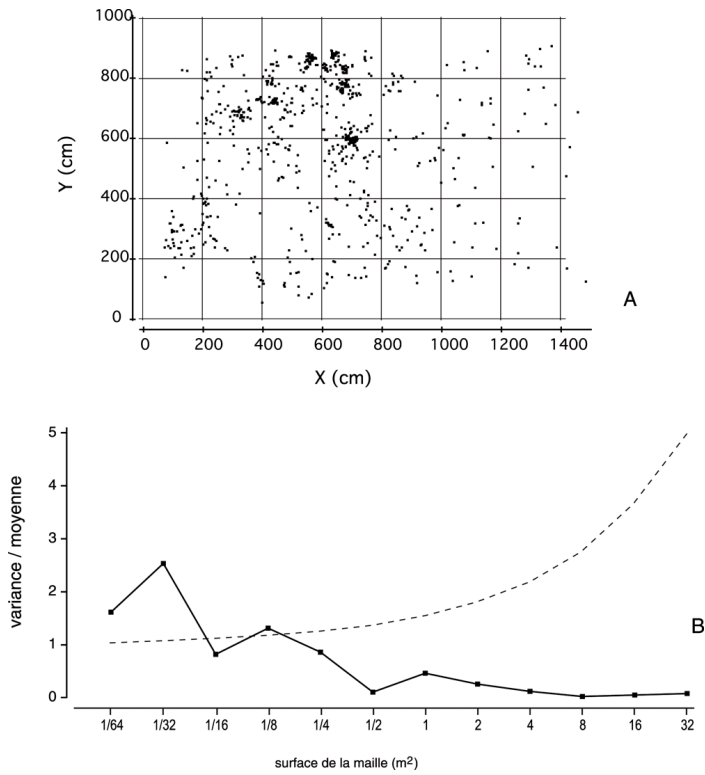 1000
800
600
400
200
0
Y (cm)
0 200 400 600 800 1000 1200 1400
X (cm)
A
5
4
3
2
1
0
variance / moyenne
B
1/64 1/32 1/16 1/8 1/4 1/2 1 2 4 8 16 32
surface de la maille (m²)